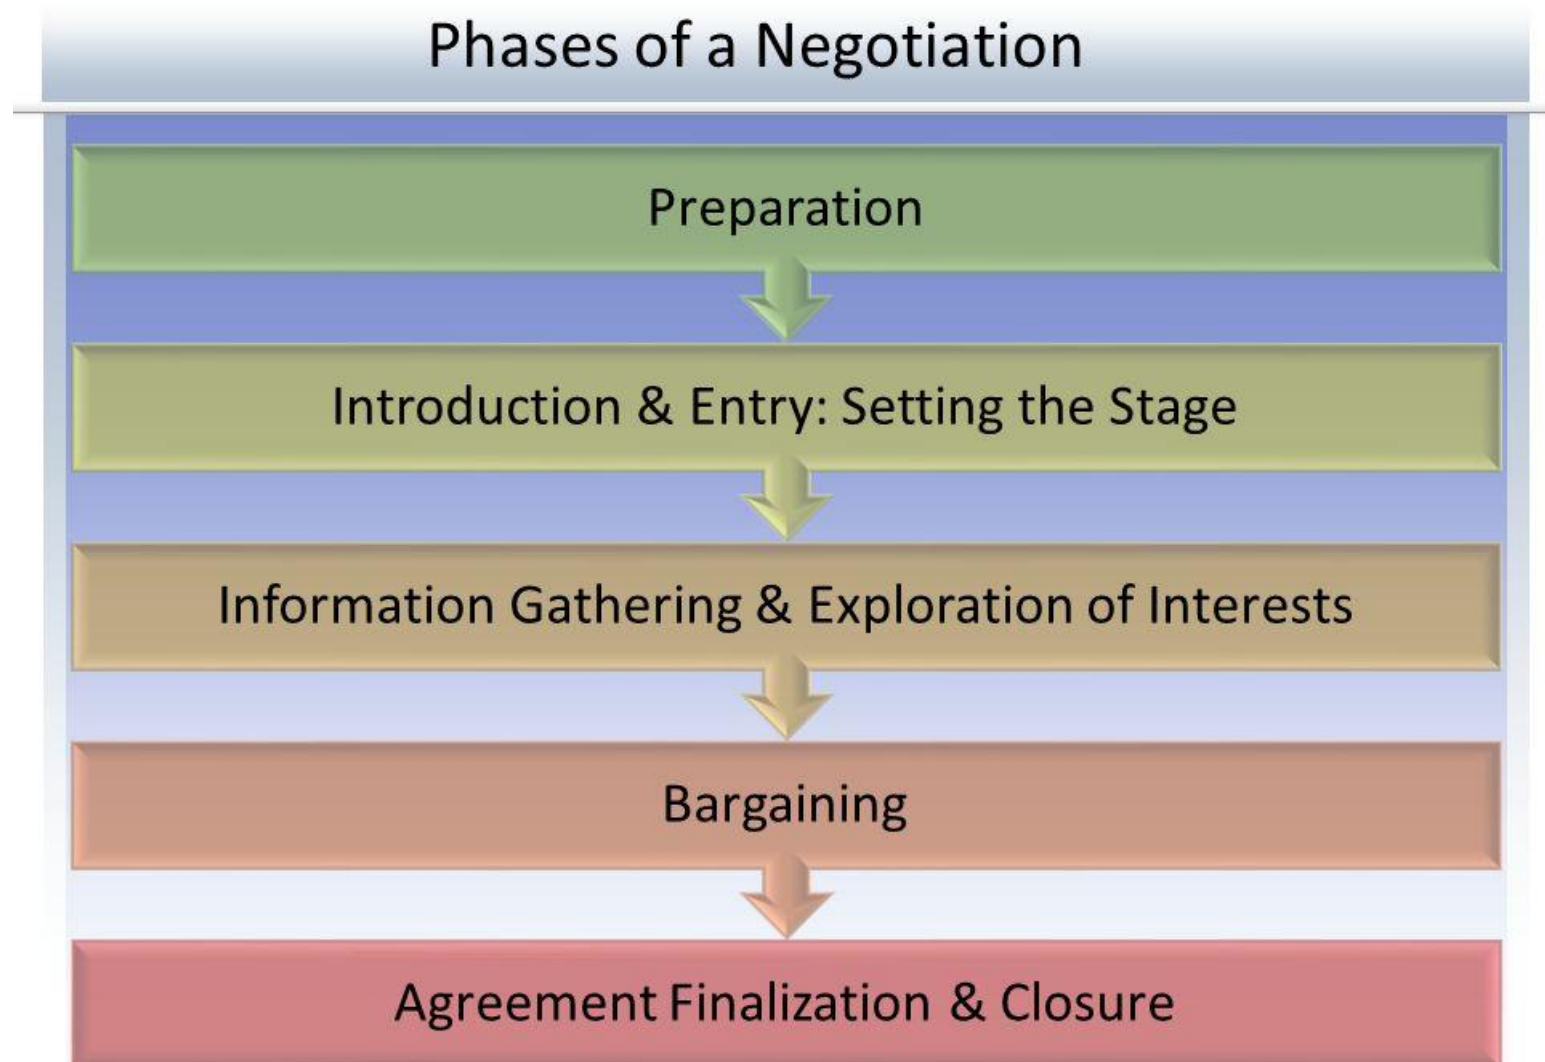 Phases of a Negotiation
Preparation
Introduction & Entry: Setting the Stage
Information Gathering & Exploration of Interests
Bargaining
Agreement Finalization & Closure